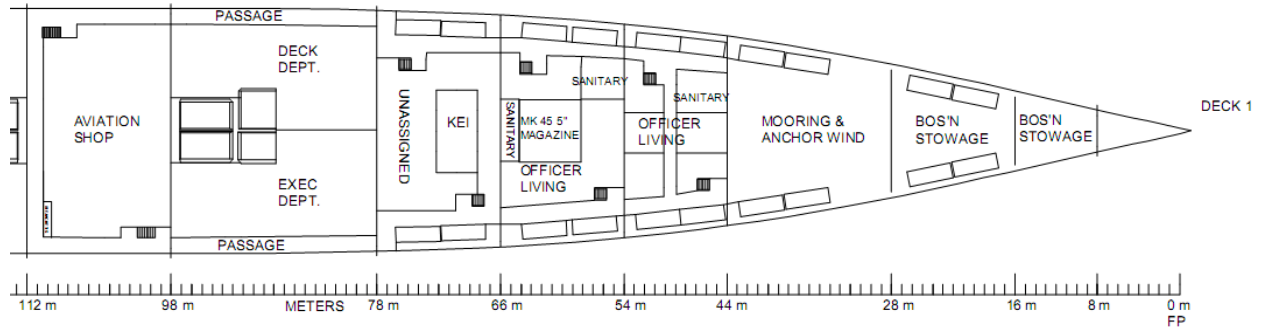 PASSAGE
DECK
DEPT.
AVIATION
SHOP
EXEC
DEPT.
PASSAGE
UNASSIGNED
KEI
SANITARY
SANITARY
MK 45 5"
MAGAZINE
OFFICER
LIVING
SANITARY
OFFICER
LIVING
MOORING &
ANCHOR WIND
BOS'N
STOWAGE
BOS'N
STOWAGE
DECK 1
112 m
98 m
METERS
78 m
66 m
54 m
44 m
28 m
16 m
8 m
0 m
FP